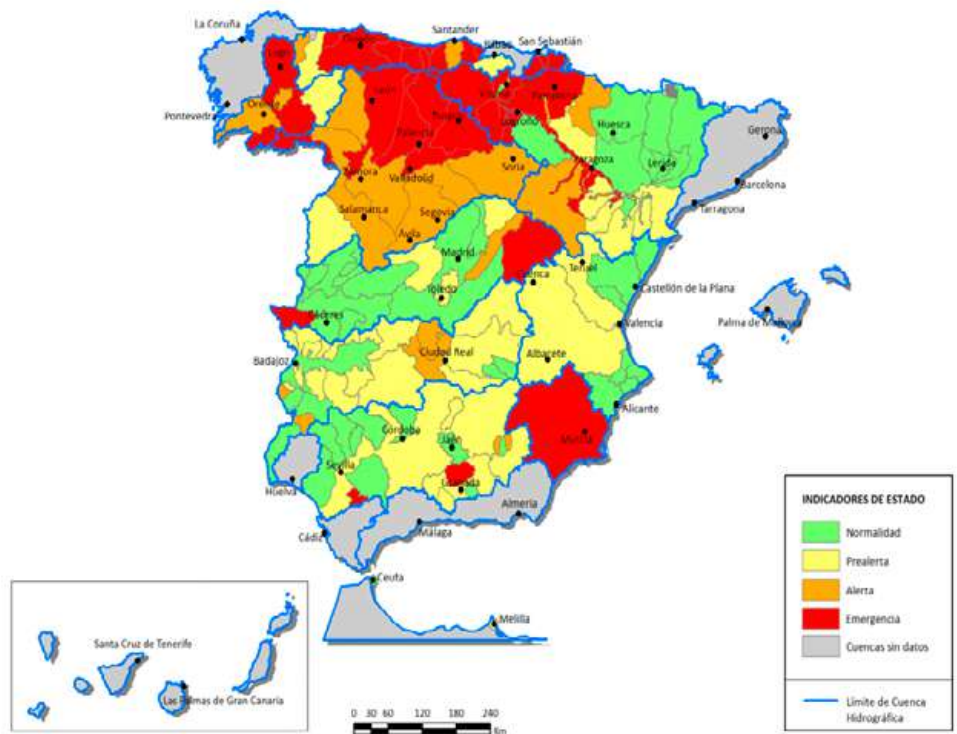 La Coruña
Santander
Bilbao
San Sebastián
Oviedo
Lugo
León
Vitoria
Pamplona
Pontevedra
Orense
Burgos
Logroño
Huesca
Gerona
Palencia
Zaragoza
Lerida
Zamora
Valladolid
Soria
Barcelona
Tarragona
Salamanca
Segovia
Ávila
Madrid
Cuenca
Teruel
Toledo
Castellón de la Plana
Cáceres
Valencia
Palma de Mallorca
Badajoz
Ciudad Real
Albacete
Alicante
Córdoba
Jaén
Murcia
Sevilla
Huelva
Granada
Almería
Cádiz
Málaga
Ceuta
Melilla
Santa Cruz de Tenerife
Las Palmas de Gran Canaria
INDICADORES DE ESTADO
Normalidad
Prealerta
Alerta
Emergencia
Cuencas sin datos
Límite de Cuenca
Hidrográfica
0 30 60 120 180 240
Km